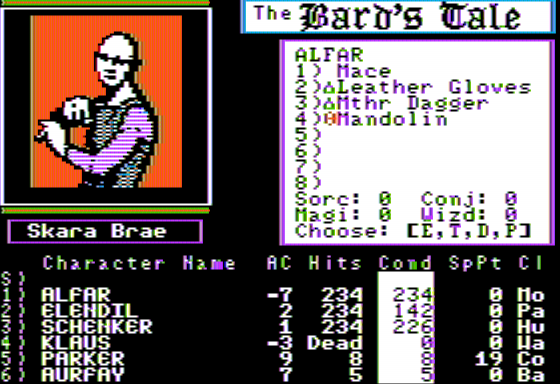 The Bard's Tale
ALFAR
1) Mace
2) Leather Gloves
3) Mthr Dagger
4) @Mandolin
5)
6)
7)
8)
Sorc: 0 Conj: 0
Magi: 0 Wizd: 0
Choose: [E,T,D,P]
Skara Brae
Character Name AC Hits Cond SpPt Cl
S)
1) ALFAR -7 234 234 0 Mo
2) ELENDIL 2 234 142 0 Pa
3) SCHENKER 1 234 226 0 Hu
4) KLAUS -3 Dead 0 0 Wa
5) PARKER 9 8 8 19 Co
6) AURFAY 7 5 5 0 Ba